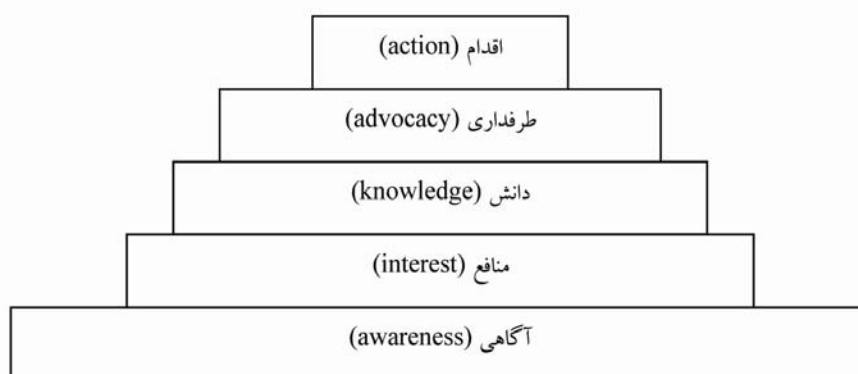 اقدام (action)
طرفداری (advocacy)
دانش (knowledge)
منافع (interest)
آگاهی (awareness)